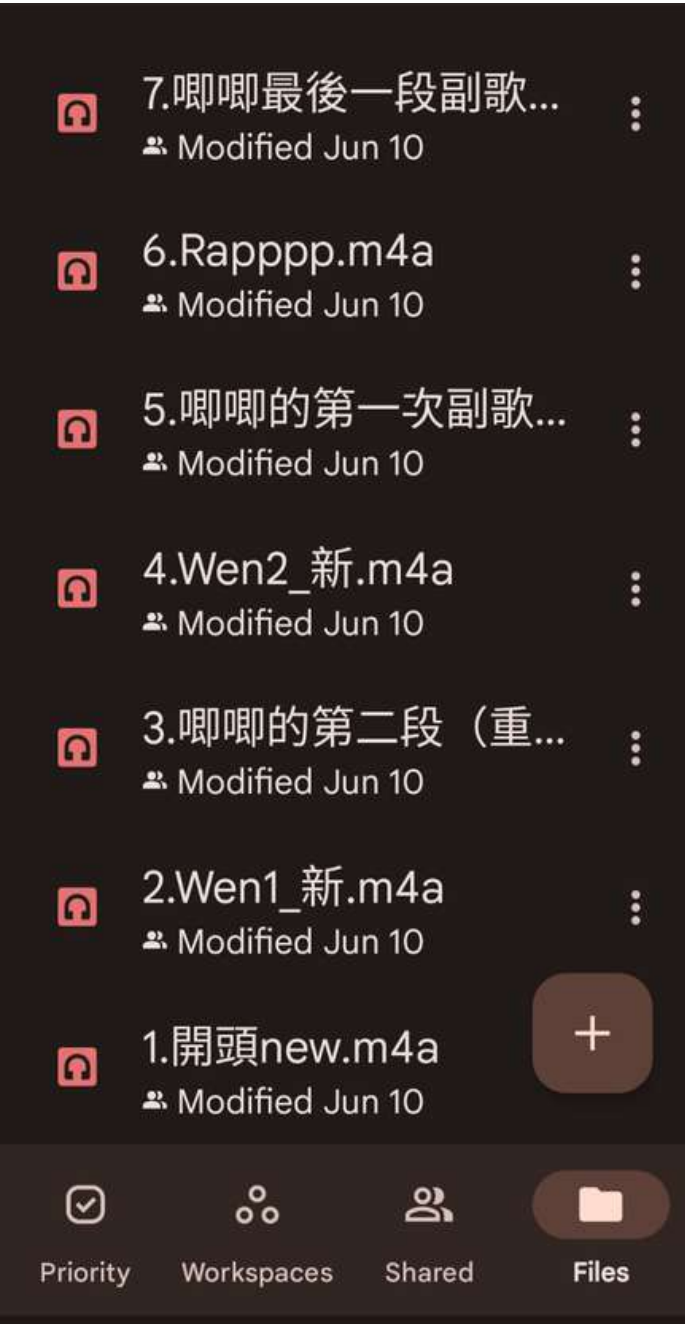 7.唧唧最後一段副歌...
Modified Jun 10
6.Rapppp.m4a
Modified Jun 10
5.唧唧的第一次副歌...
Modified Jun 10
4.Wen2_新.m4a
Modified Jun 10
3.唧唧的第二段（重...
Modified Jun 10
2.Wen1_新.m4a
Modified Jun 10
1.開頭new.m4a
Modified Jun 10
Priority Workspaces Shared Files